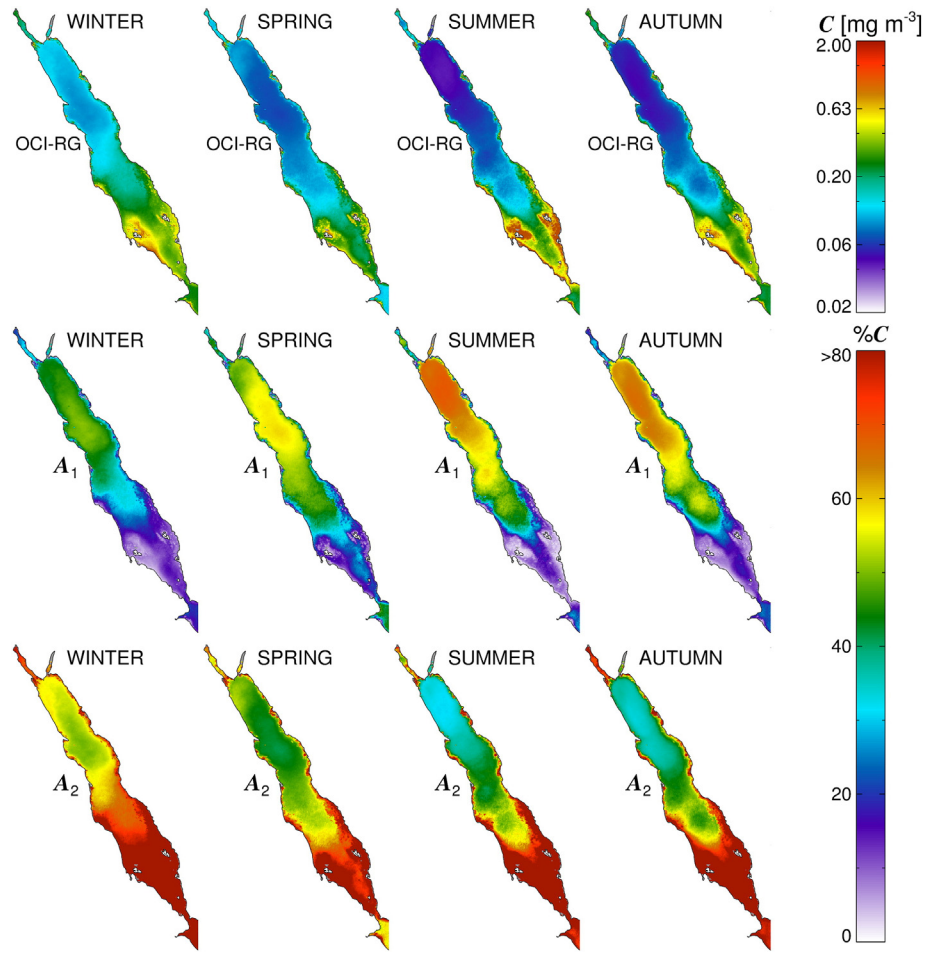 WINTER SPRING SUMMER AUTUMN C [mg m-3]
2.00
0.63
OCI-RG OCI-RG OCI-RG OCI-RG
0.20
0.06
0.02
WINTER SPRING SUMMER AUTUMN %C
>80
A1 A1 A1 A1
60
WINTER SPRING SUMMER AUTUMN
40
A2 A2 A2 A2
20
0